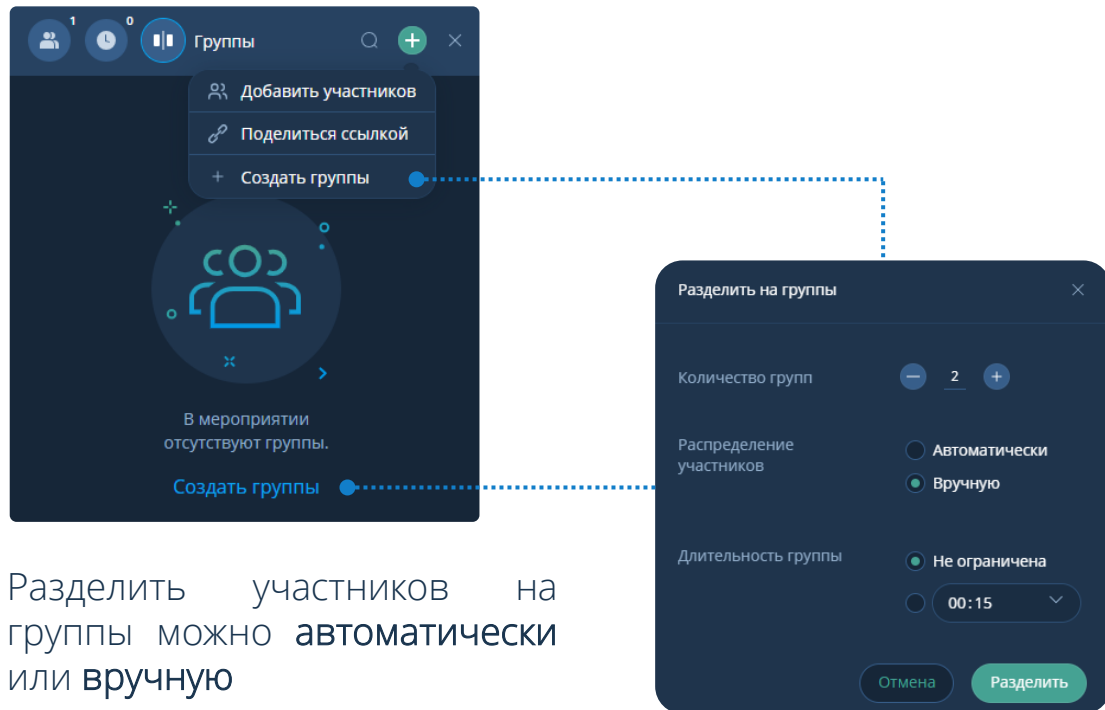 1
0
Группы
Добавить участников
Поделиться ссылкой
Создать группы
В мероприятии
отсутствуют группы.
Создать группы
Разделить на группы
Количество групп
2
Распределение
участников
Автоматически
Вручную
Длительность группы
Не ограничена
00:15
Отмена
Разделить
Разделить участников на
группы можно автоматически
или вручную